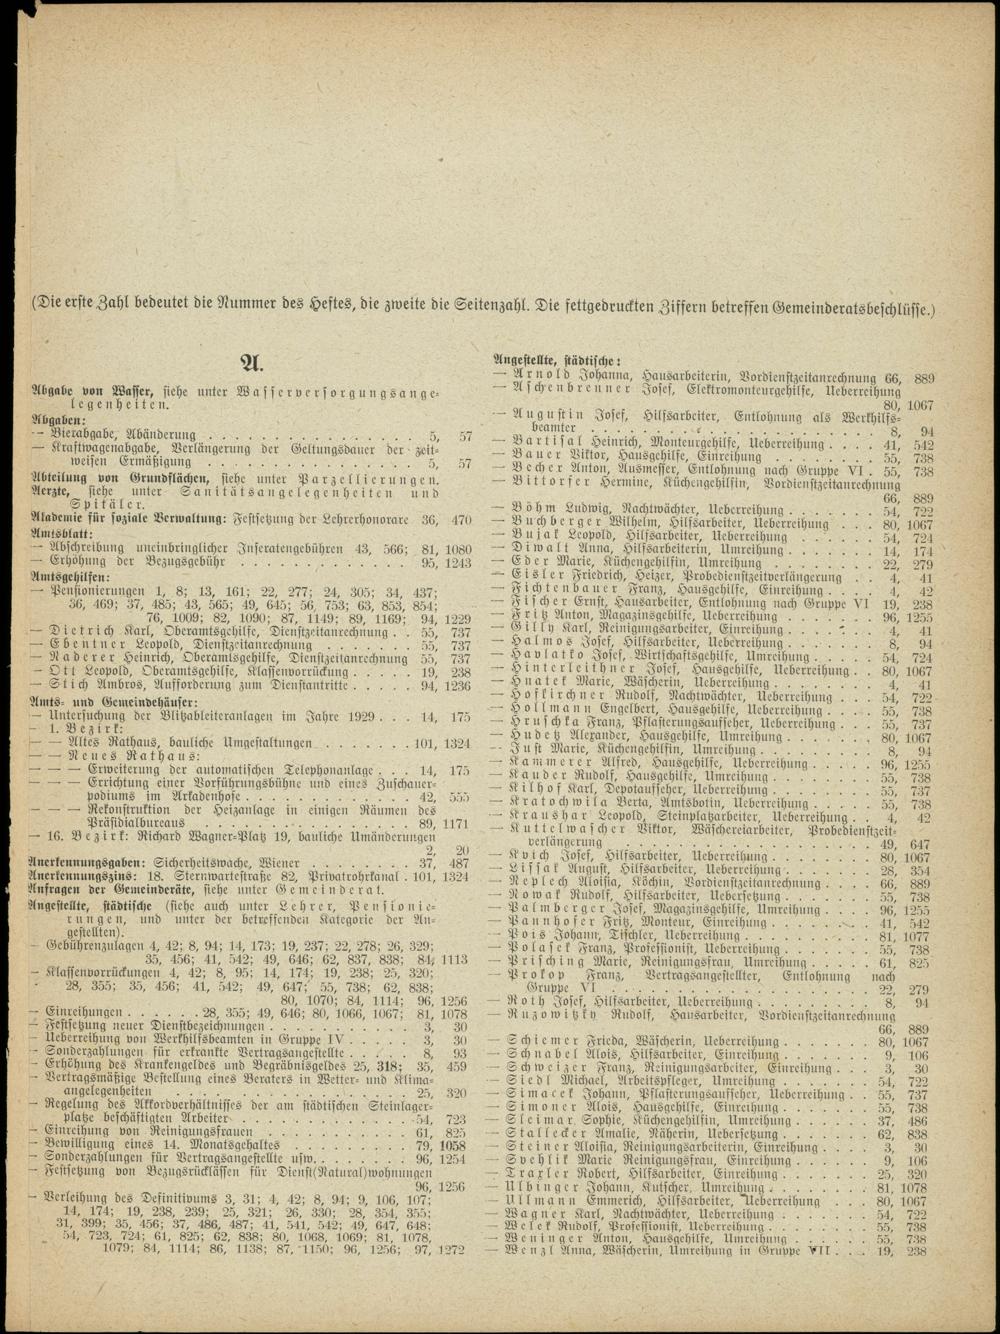 (Die erste Zahl bedeutet die Nummer des Heftes, die zweite die Seitenzahl. Die fettgedruckten Ziffern betreffen Gemeinderatsbeschlüsse.)
A.
Abgabe von Wasser, siehe unter Wasserversorgungsange-
legenheiten.
Abgaben:
— Bierabgabe, Abänderung . . . . . . . . . . . . . . . . 5, 57
— Kraftwagenabgabe, Verlängerung der Geltungsdauer der zeit-
weisen Ermäßigung . . . . . . . . . . . . . . . . 5, 57
Abteilung von Grundflächen, siehe unter Parzellierungen.
Aerzte, siehe unter Sanitätsangelegenheiten und
Spitäler.
Akademie für soziale Verwaltung: Festsetzung der Lehrerhonorare 36, 470
Amtsblatt:
— Abschreibung uneinbringlicher Inseratengebühren 43, 566; 81, 1080
— Erhöhung der Bezugsgebühr . . . . . . . . . . . . . 95, 1243
Amtsgehilfen:
— Pensionierungen 1, 8; 13, 161; 22, 277; 24, 305; 34, 437;
36, 469; 37, 485; 43, 565; 49, 645; 56, 753; 63, 853, 854;
76, 1009; 82, 1090; 87, 1149; 89, 1169; 94, 1229
— Dietrich Karl, Oberamtsgehilfe, Dienstzeitanrechnung . . 55, 737
— Ebentner Leopold, Dienstzeitanrechnung . . . . . . . . 55, 737
— Naderer Heinrich, Oberamtsgehilfe, Dienstzeitanrechnung 55, 737
— Ott Leopold, Oberamtsgehilfe, Klassenvorrückung . . . . . 19, 238
— Stich Ambros, Aufforderung zum Dienstantritte . . . . . 94, 1236
Amts- und Gemeindehäuser:
— Untersuchung der Blitzableiteranlagen im Jahre 1929 . . . 14, 175
— 1. Bezirk:
— — Altes Rathaus, bauliche Umgestaltungen . . . . . . . 101, 1324
— — Neues Rathaus:
— — — Erweiterung der automatischen Telephonanlage . . . 14, 175
— — — Errichtung einer Vorführungsbühne und eines Zuschauer-
podiums im Arkadenhofe . . . . . . . . . . . . . 42, 555
— — — Rekonstruktion der Heizanlage in einigen Räumen des
Präsidialbureaus . . . . . . . . . . . . . . . . 89, 1171
— 16. Bezirk: Richard Wagner-Platz 19, bauliche Umänderungen
2, 20
Anerkennungsgaben: Sicherheitswache, Wiener . . . . . . . . 37, 487
Anerkennungszins: 18. Sternwartestraße 82, Privatrohrkanal . 101, 1324
Anfragen der Gemeinderäte, siehe unter Gemeinderat.
Angestellte, städtische (siehe auch unter Lehrer, Pensionie-
rungen, und unter der betreffenden Kategorie der An-
gestellten).
— Gebührenzulagen 4, 42; 8, 94; 14, 173; 19, 237; 22, 278; 26, 329;
35, 456; 41, 542; 49, 646; 62, 837, 838; 84, 1113
— Klassenvorrückungen 4, 42; 8, 95; 14, 174; 19, 238; 25, 320;
28, 355; 35, 456; 41, 542; 49, 647; 55, 738; 62, 838;
80, 1070; 84, 1114; 96, 1256
— Einreihungen . . . . . . 28, 355; 49, 646; 80, 1066, 1067; 81, 1078
— Festsetzung neuer Dienstbezeichnungen . . . . . . . . . . 3, 30
— Ueberreihung von Werkhilfsbeamten in Gruppe IV . . . . . 3, 30
— Sonderzahlungen für erkrankte Vertragsangestellte . . . . 8, 93
— Erhöhung des Krankengeldes und Begräbnisgeldes 25, 318; 35, 459
— Vertragsmäßige Bestellung eines Beraters in Wetter- und Klima-
angelegenheiten . . . . . . . . . . . . . . . . 25, 320
— Regelung des Akkordverhältnisses der am städtischen Steinlager-
platze beschäftigten Arbeiter . . . . . . . . . . . 54, 723
— Einreihung von Reinigungsfrauen . . . . . . . . . . . . 61, 825
— Bewilligung eines 14. Monatsgehaltes . . . . . . . . . . 79, 1058
— Sonderzahlungen für Vertragsangestellte usw. . . . . . . . 96, 1254
— Festsetzung von Bezugsrücklässen für Dienst(Natural)wohnungen
96, 1256
— Verleihung des Definitivums 3, 31; 4, 42; 8, 94; 9, 106, 107;
14, 174; 19, 238, 239; 25, 321; 26, 330; 28, 354, 355;
31, 399; 35, 456; 37, 486, 487; 41, 541, 542; 49, 647, 648;
54, 723, 724; 61, 825; 62, 838; 80, 1068, 1069; 81, 1078,
1079; 84, 1114; 86, 1138; 87, 1150; 96, 1256; 97, 1272
Angestellte, städtische:
— Arnold Johanna, Hausarbeiterin, Vordienstzeitanrechnung 66, 889
— Aschenbrenner Josef, Elektromonteurgehilfe, Ueberreihung
80, 1067
— Augustin Josef, Hilfsarbeiter, Entlohnung als Werkhilfs-
beamter . . . . . . . . . . . . . . . . . . . 8, 94
— Bartisal Heinrich, Monteurgehilfe, Ueberreihung . . . . 41, 542
— Bauer Viktor, Hausgehilfe, Einreihung . . . . . . . . 55, 738
— Becher Anton, Ausmesser, Entlohnung nach Gruppe VI . 55, 738
— Bittorfer Hermine, Küchengehilfin, Vordienstzeitanrechnung
66, 889
— Böhm Ludwig, Nachtwächter, Ueberreihung . . . . . . . 54, 722
— Buchberger Wilhelm, Hilfsarbeiter, Ueberreihung . . . 80, 1067
— Bujak Leopold, Hilfsarbeiter, Ueberreihung . . . . . . 54, 724
— Diwalt Anna, Hilfsarbeiterin, Umreihung . . . . . . . 14, 174
— Eder Marie, Küchengehilfin, Umreihung . . . . . . . . 22, 279
— Eisler Friedrich, Heizer, Probedienstzeitverlängerung . . 4, 41
— Fichtenbauer Franz, Hausgehilfe, Einreihung . . . . . 4, 42
— Fischer Ernst, Hausarbeiter, Entlohnung nach Gruppe VI 19, 238
— Fritz Anton, Magazinsgehilfe, Ueberreihung . . . . . . 96, 1255
— Gilly Karl, Reinigungsarbeiter, Einreihung . . . . . . 4, 41
— Halmos Josef, Hilfsarbeiter, Ueberreihung . . . . . . . 8, 94
— Havlatko Josef, Wirtschaftsgehilfe, Umreihung . . . . . 54, 724
— Hinterleithner Josef, Hausgehilfe, Ueberreihung . . 80, 1067
— Hnatek Marie, Wäscherin, Ueberreihung . . . . . . . . 4, 41
— Hofkirchner Rudolf, Nachtwächter, Ueberreihung . . . 54, 722
— Hollmann Engelbert, Hausgehilfe, Ueberreihung . . . . 55, 738
— Hruschka Franz, Pflasterungsaufseher, Ueberreihung . . 55, 737
— Hudetz Alexander, Hausgehilfe, Umreihung . . . . . . . 80, 1067
— Just Marie, Küchengehilfin, Umreihung . . . . . . . . 8, 94
— Kammerer Alfred, Hausgehilfe, Ueberreihung . . . . . 96, 1255
— Kauder Rudolf, Hausgehilfe, Umreihung . . . . . . . . 55, 738
— Kilhof Karl, Depotaufseher, Ueberreihung . . . . . . . 55, 737
— Kratochwila Berta, Amtsbotin, Ueberreihung . . . . . 55, 738
— Kraushar Leopold, Steinplatzarbeiter, Ueberreihung . . 4, 42
— Kuttelwascher Viktor, Wäschereiarbeiter, Probedienstzeit-
verlängerung . . . . . . . . . . . . . . . . . 49, 647
— Kvich Josef, Hilfsarbeiter, Ueberreihung . . . . . . . 80, 1067
— Lissak August, Hilfsarbeiter, Ueberreihung . . . . . . 28, 354
— Neplech Aloisia, Köchin, Vordienstzeitanrechnung . . . . 66, 889
— Nowak Rudolf, Hilfsarbeiter, Uebersetzung . . . . . . . 55, 738
— Palmberger Josef, Magazinsgehilfe, Umreihung . . . . 96, 1255
— Pannhofer Fritz, Monteur, Einreihung . . . . . . . . 41, 542
— Pois Johann, Tischler, Ueberreihung . . . . . . . . . 81, 1077
— Polasek Franz, Professionist, Ueberreihung . . . . . . 55, 738
— Prisching Marie, Reinigungsfrau, Umreihung . . . . . 61, 825
— Prokop Franz, Vertragsangestellter, Entlohnung nach
Gruppe VI . . . . . . . . . . . . . . . . . . 22, 279
— Roth Josef, Hilfsarbeiter, Ueberreihung . . . . . . . . 8, 94
— Ruzowitzky Rudolf, Hausarbeiter, Vordienstzeitanrechnung
66, 889
— Schiemer Frieda, Wäscherin, Ueberreihung . . . . . . 80, 1067
— Schnabel Alois, Hilfsarbeiter, Einreihung . . . . . . . 9, 106
— Schweizer Franz, Reinigungsarbeiter, Einreihung . . . 3, 30
— Siedl Michael, Arbeitspfleger, Umreihung . . . . . . . 54, 722
— Simacek Johann, Pflasterungsaufseher, Ueberreihung . . 55, 737
— Simoner Alois, Hausgehilfe, Einreihung . . . . . . . 55, 738
— Sleimar Sophie, Küchengehilfin, Umreihung . . . . . . 37, 486
— Stallecker Amalie, Näherin, Uebersetzung . . . . . . . 62, 838
— Steiner Aloisia, Reinigungsarbeiterin, Einreihung . . . . 3, 30
— Svehlik Marie Reinigungsfrau, Einreihung . . . . . . 9, 106
— Traxler Robert, Hilfsarbeiter, Einreihung . . . . . . . 25, 320
— Ulbinger Johann, Kutscher, Umreihung . . . . . . . . 81, 1078
— Ullmann Emmerich, Hilfsarbeiter, Ueberreihung . . . . 80, 1067
— Wagner Karl, Nachtwächter, Ueberreihung . . . . . . . 54, 722
— Welek Rudolf, Professionist, Ueberreihung . . . . . . . 55, 738
— Weninger Anton, Hausgehilfe, Umreihung . . . . . . . 55, 738
— Wenzl Anna, Wäscherin, Umreihung in Gruppe VII . . . 19, 238